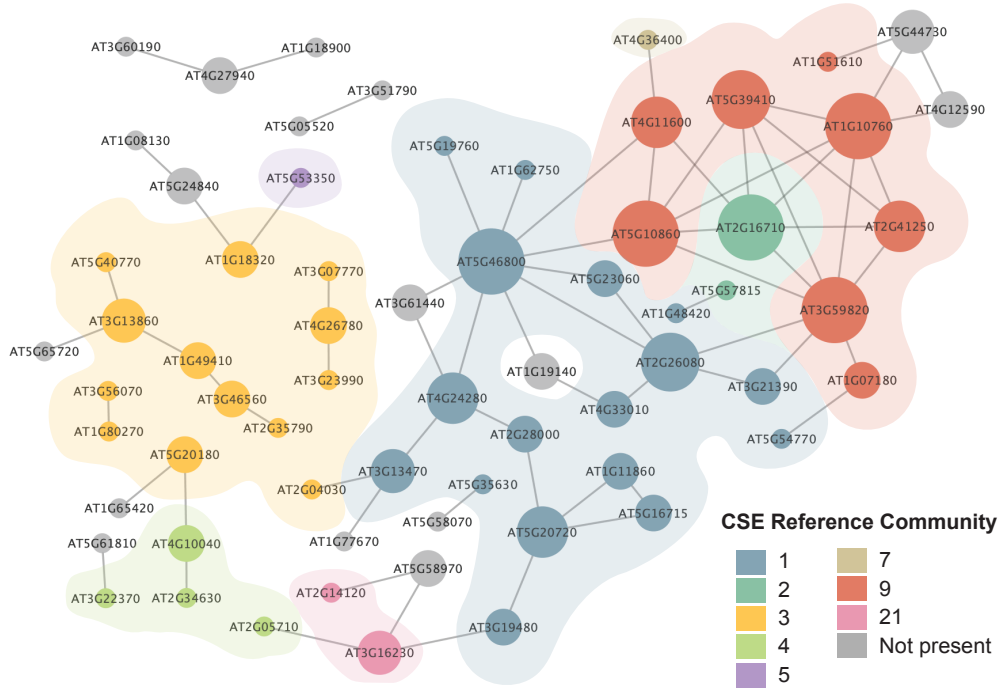 AT5G44730
AT3G60190
AT1G18900
AT4G36400
AT1G51610
AT4G27940
AT3G51790
AT5G39410
AT4G12590
AT4G11600
AT1G10760
AT5G05520
AT1G08130
AT5G19760
AT1G62750
AT5G53350
AT5G24840
AT2G16710
AT2G41250
AT5G10860
AT5G40770
AT1G18320
AT5G46800
AT3G07770
AT5G23060
AT5G57815
AT3G61440
AT1G48420
AT3G59820
AT3G13860
AT4G26780
AT5G65720
AT1G49410
AT2G26080
AT1G19140
AT3G56070
AT3G23990
AT3G21390
AT1G07180
AT3G46560
AT4G24280
AT4G33010
AT1G80270
AT2G35790
AT2G28000
AT5G54770
AT5G20180
AT3G13470
AT1G11860
AT2G04030
AT5G35630
AT1G65420
AT5G58070
AT5G16715
AT5G20720
AT5G61810
AT4G10040
AT1G77670
AT5G58970
AT3G22370
AT2G34630
AT2G14120
AT2G05710
AT3G19480
AT3G16230
CSE Reference Community
1
2
3
4
5
7
9
21
Not present